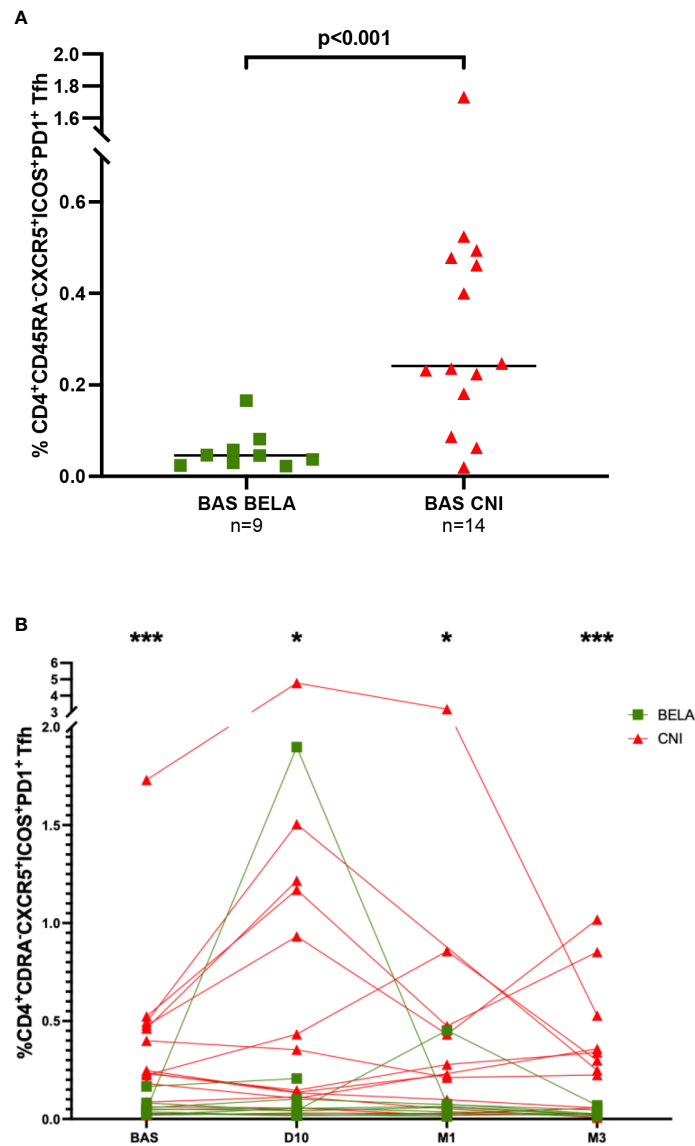 A
p<0.001
% CD4+CD45RA-CXCR5+ICOS+PD1+ Tfh
2.0
1.8
1.6
0.6
0.4
0.2
0.0
BAS BELA
BAS CNI
n=9
n=14
B
*** * * ***
%CD4+CDRA-CXCR5+ICOS+PD1+ Tfh
6
5
4
3
2.0
1.5
1.0
0.5
0.0
BELA
CNI
BAS D10 M1 M3